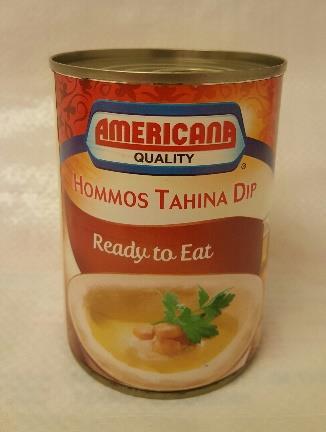 AMERICANA
QUALITY
®
HOMMOS TAHINA DIP
Ready to Eat